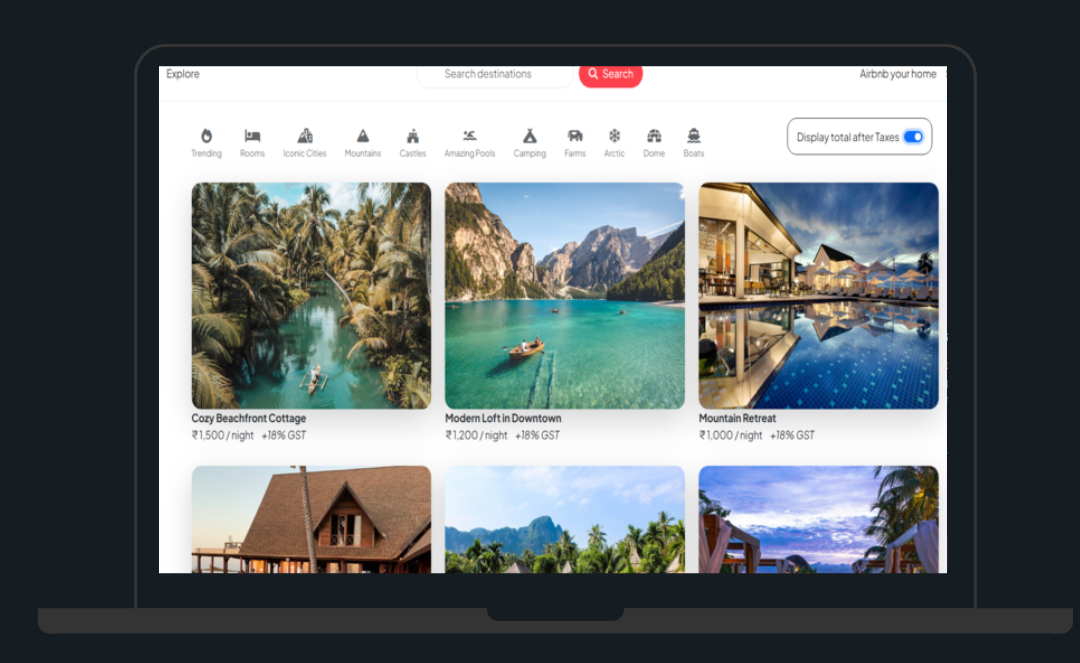 Explore
Search destinations
Search
Airbnb your home
Trending
Rooms
Iconic Cities
Mountains
Castles
Amazing Pools
Camping
Farms
Arctic
Dome
Boats
Display total after Taxes
Cozy Beachfront Cottage
Modern Loft in Downtown
Mountain Retreat
₹1,500 / night +18% GST
₹1,200 / night +18% GST
₹1,000 / night +18% GST